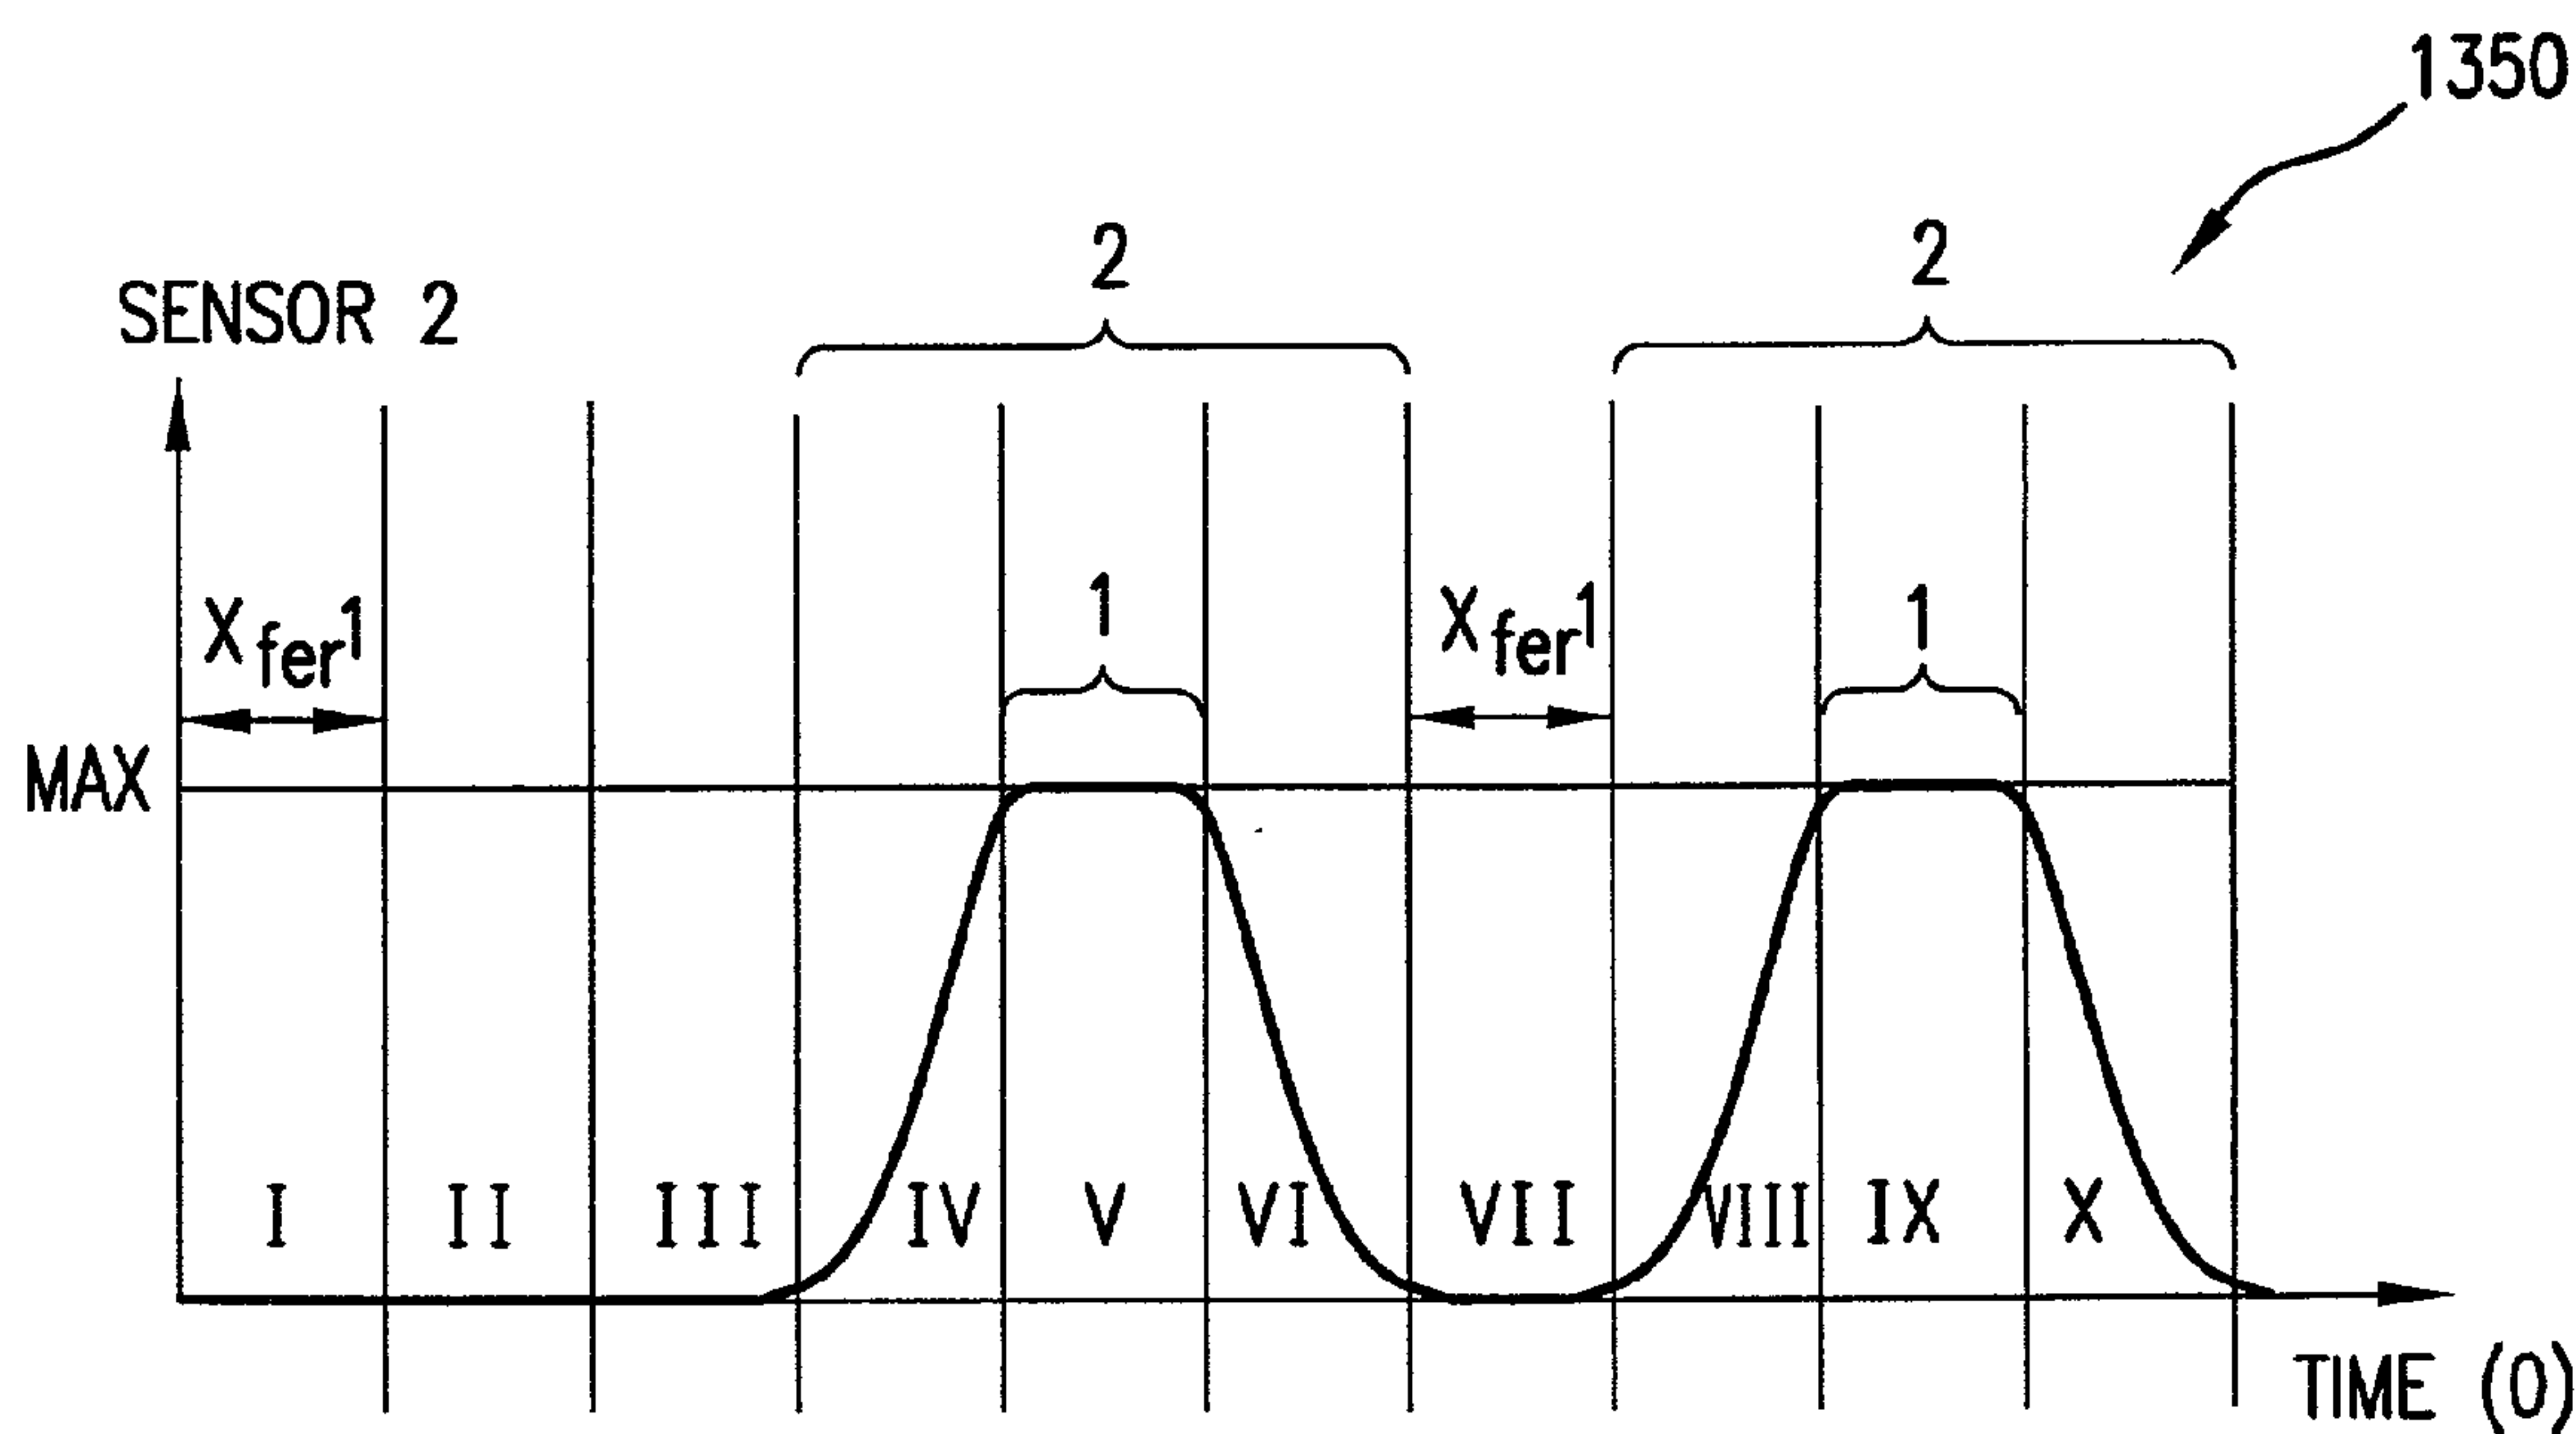 1350
2 2
SENSOR 2
1 1
Xfer1 Xfer1
MAX
I II III IV V VI VII VIII IX X
TIME (0)